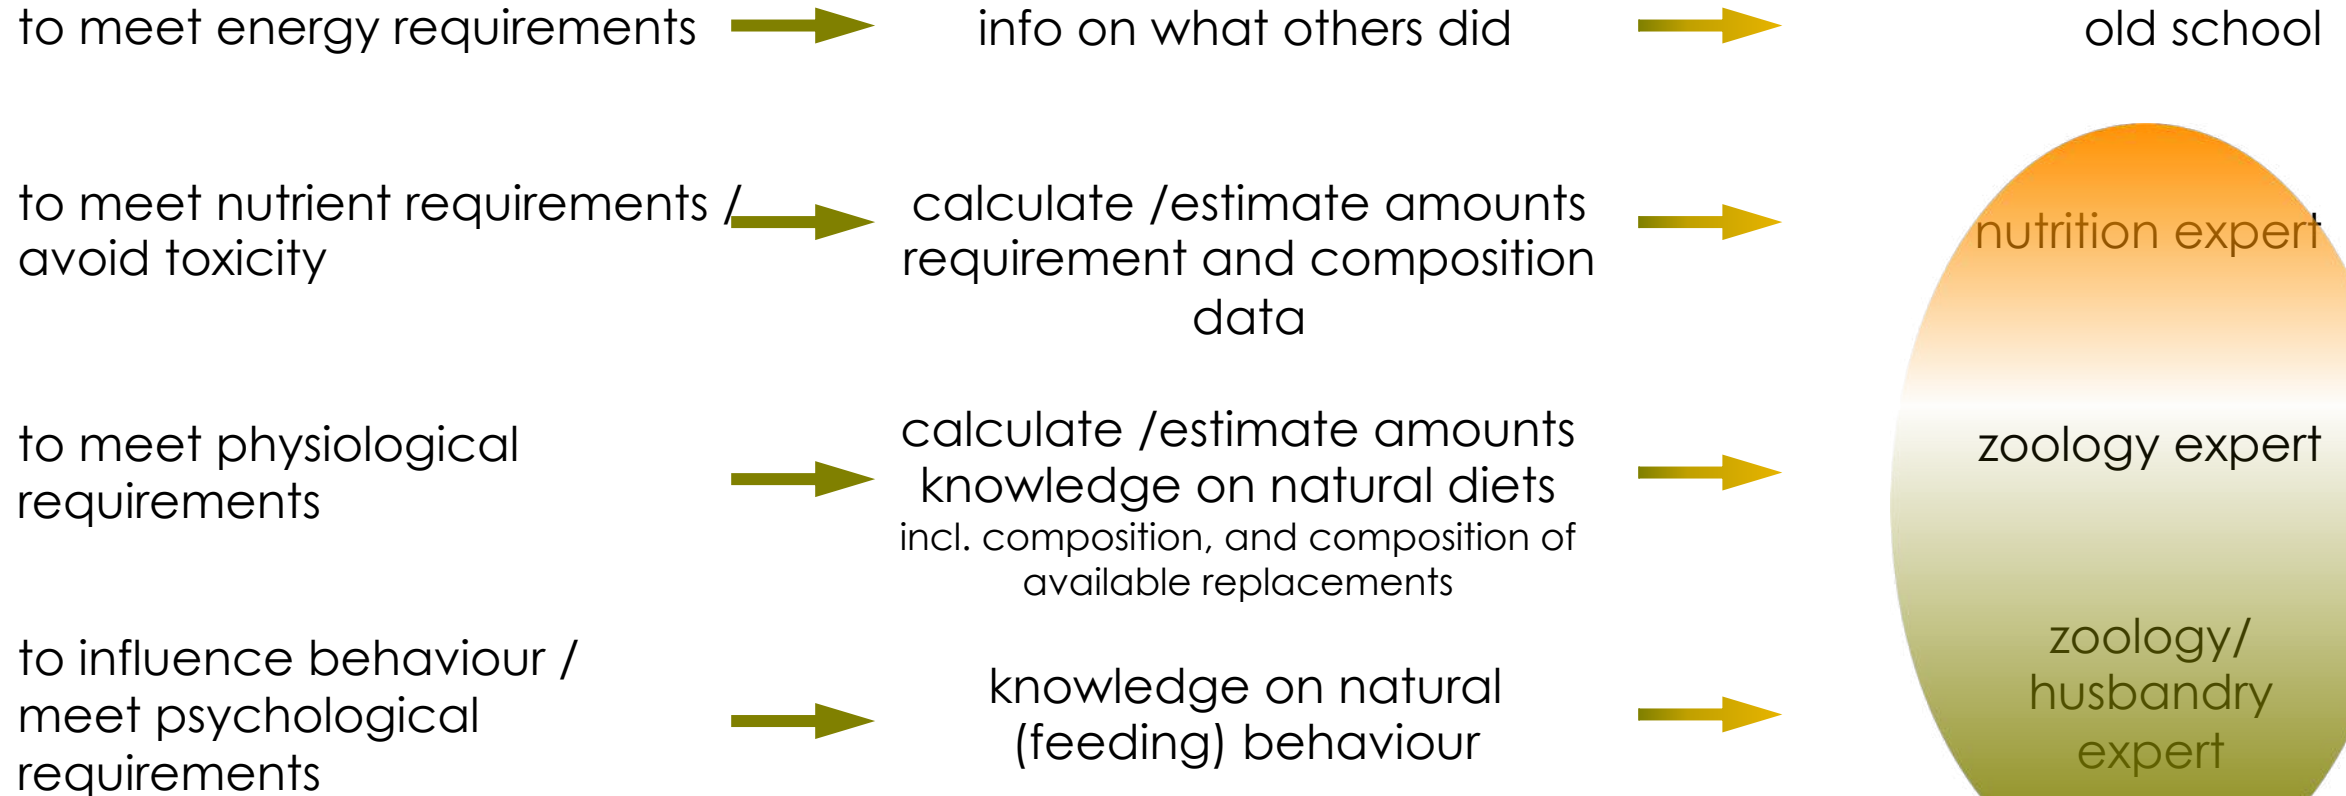 to meet energy requirements
info on what others did
old school
to meet nutrient requirements /
avoid toxicity
calculate /estimate amounts
requirement and composition
data
nutrition expert
to meet physiological
requirements
calculate /estimate amounts
knowledge on natural diets
incl. composition, and composition of
available replacements
zoology expert
to influence behaviour /
meet psychological
requirements
knowledge on natural
(feeding) behaviour
zoology/
husbandry
expert